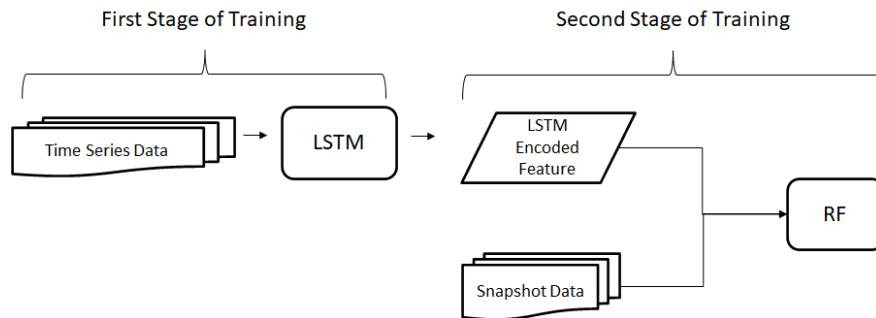 First Stage of Training
Second Stage of Training
Time Series Data
LSTM
LSTM
Encoded
Feature
RF
Snapshot Data